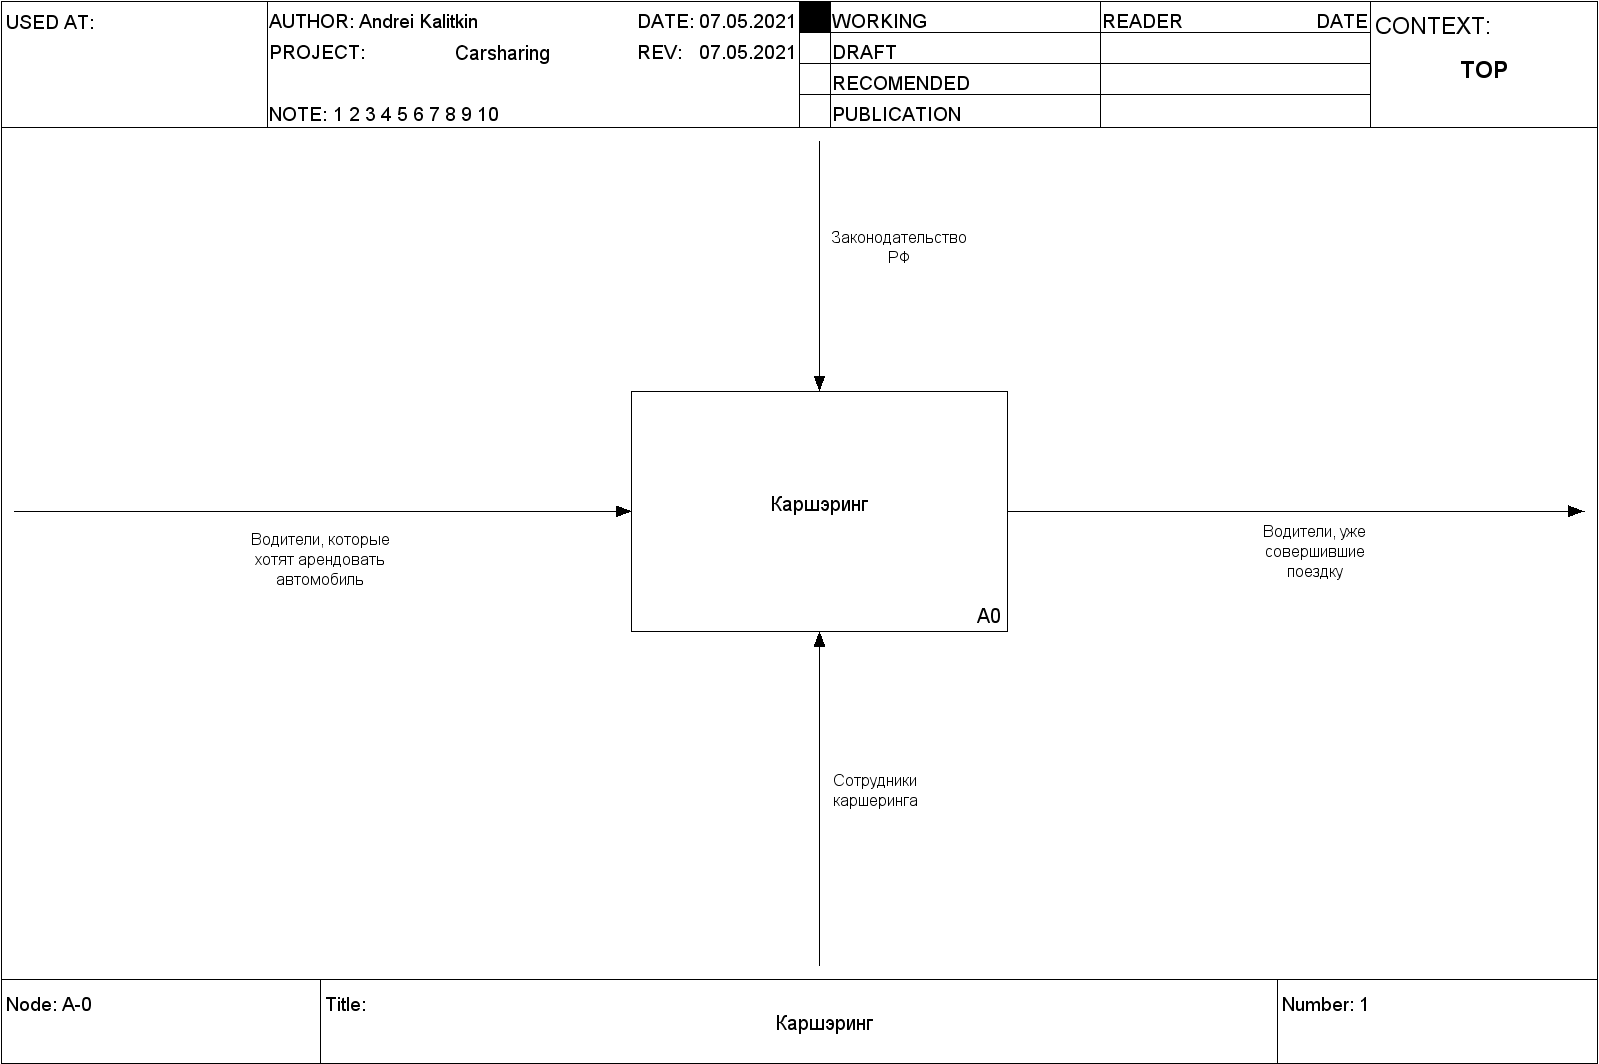 USED AT:
AUTHOR: Andrei Kalitkin
DATE: 07.05.2021
PROJECT: Carsharing
REV: 07.05.2021
NOTE: 1 2 3 4 5 6 7 8 9 10
WORKING
DRAFT
RECOMENDED
PUBLICATION
READER
DATE
CONTEXT:
TOP
Законодательство
РФ
Каршэринг
A0
Водители, которые
хотят арендовать
автомобиль
Водители, уже
совершившие
поездку
Сотрудники
каршеринга
Node: A-0
Title:
Каршэринг
Number: 1